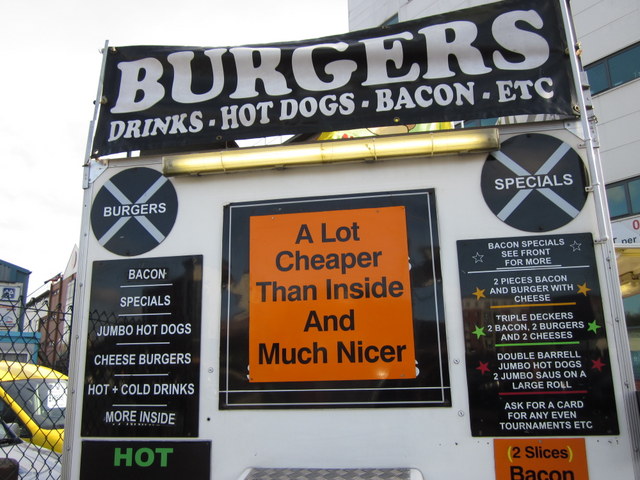 BURGERS
DRINKS · HOT DOGS · BACON · ETC
BURGERS
BACON
SPECIALS
JUMBO HOT DOGS
CHEESE BURGERS
HOT + COLD DRINKS
MORE INSIDE
HOT
A Lot
Cheaper
Than Inside
And
Much Nicer
SPECIALS
BACON SPECIALS
SEE FRONT
FOR MORE
2 PIECES BACON
AND BURGER WITH
CHEESE
TRIPLE DECKERS
2 BACON, 2 BURGERS
AND 2 CHEESES
DOUBLE BARRELL
JUMBO HOT DOGS
2 JUMBO SAUS ON A
LARGE ROLL
ASK FOR A CARD
FOR ANY EVEN
TOURNAMENTS ETC
(2 Slices)
Bacon